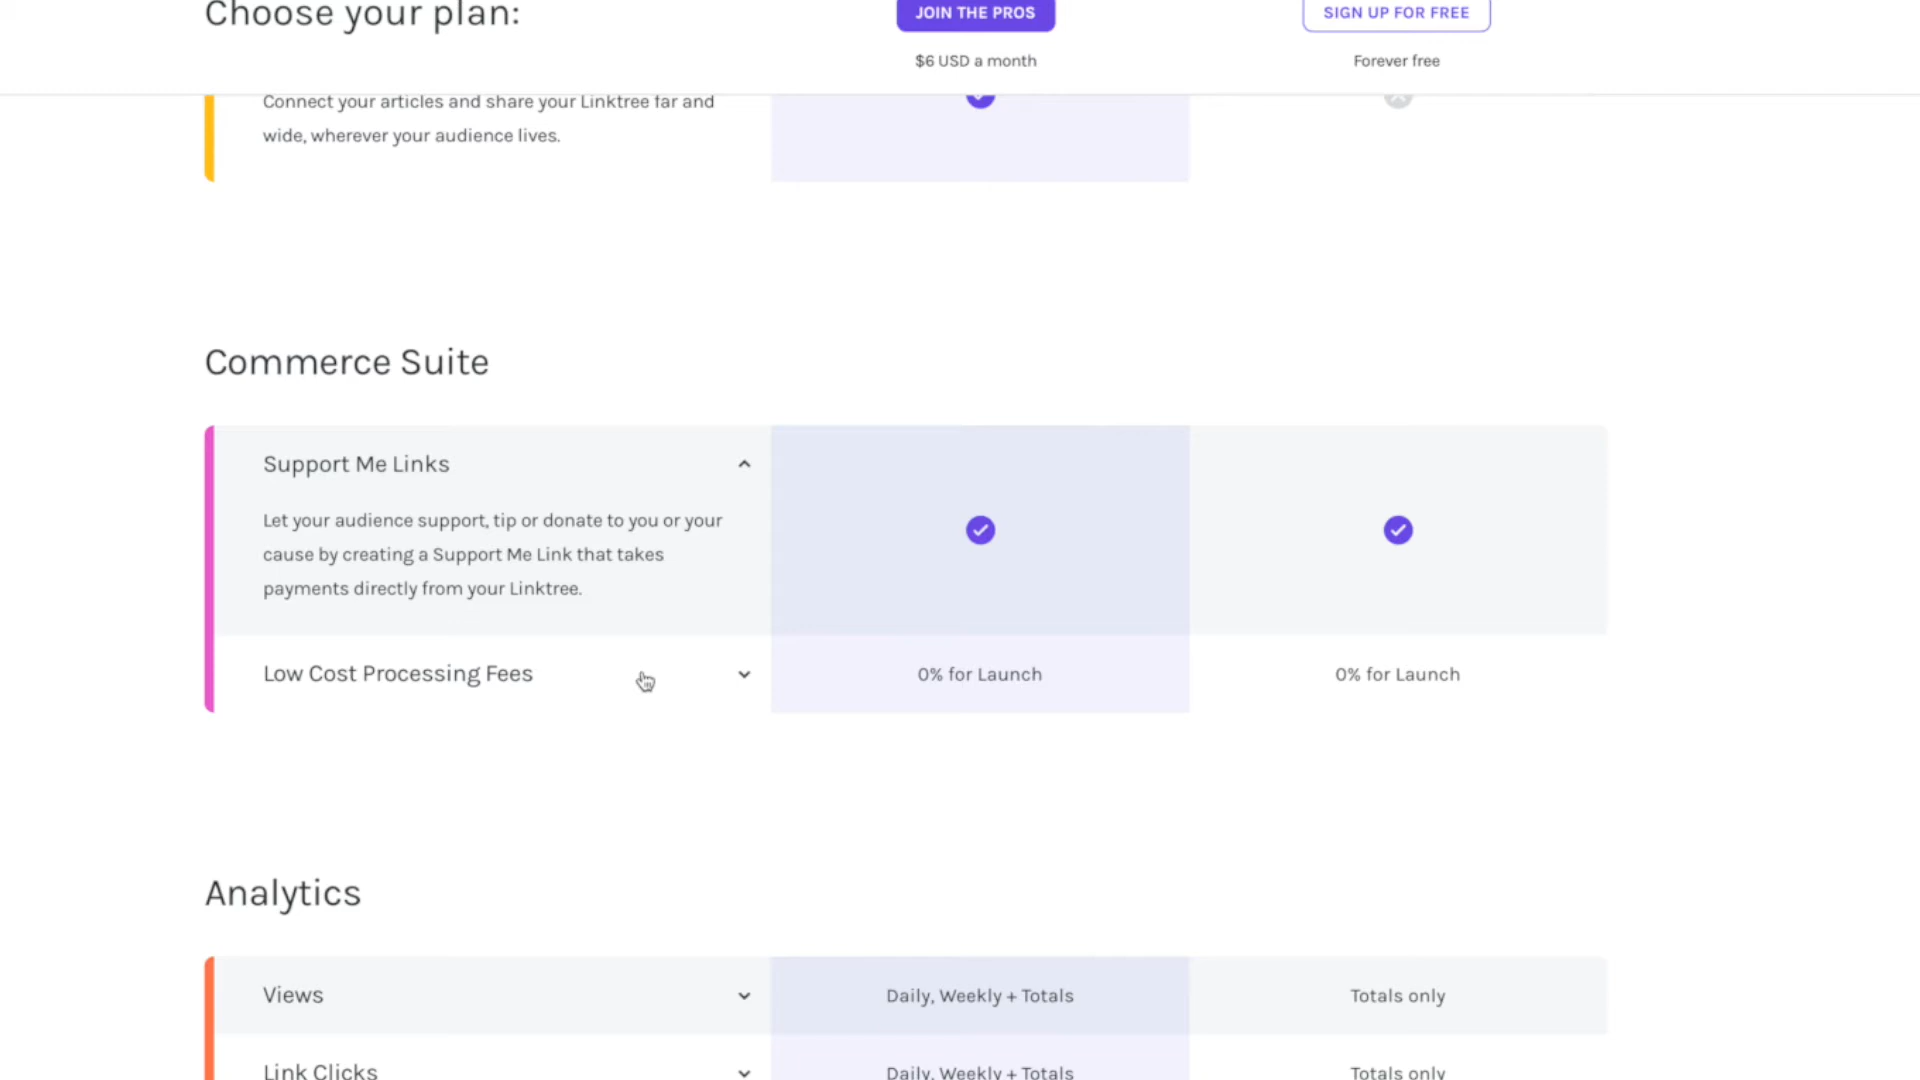 Choose your plan:
JOIN THE PROS
SIGN UP FOR FREE
$6 USD a month
Forever free
Connect your articles and share your Linktree far and
wide, wherever your audience lives.
Commerce Suite
Support Me Links
Let your audience support, tip or donate to you or your
cause by creating a Support Me Link that takes
payments directly from your Linktree.
Low Cost Processing Fees
0% for Launch
0% for Launch
Analytics
Views
Daily, Weekly + Totals
Totals only
Link Clicks
Daily, Weekly + Totals
Totals only